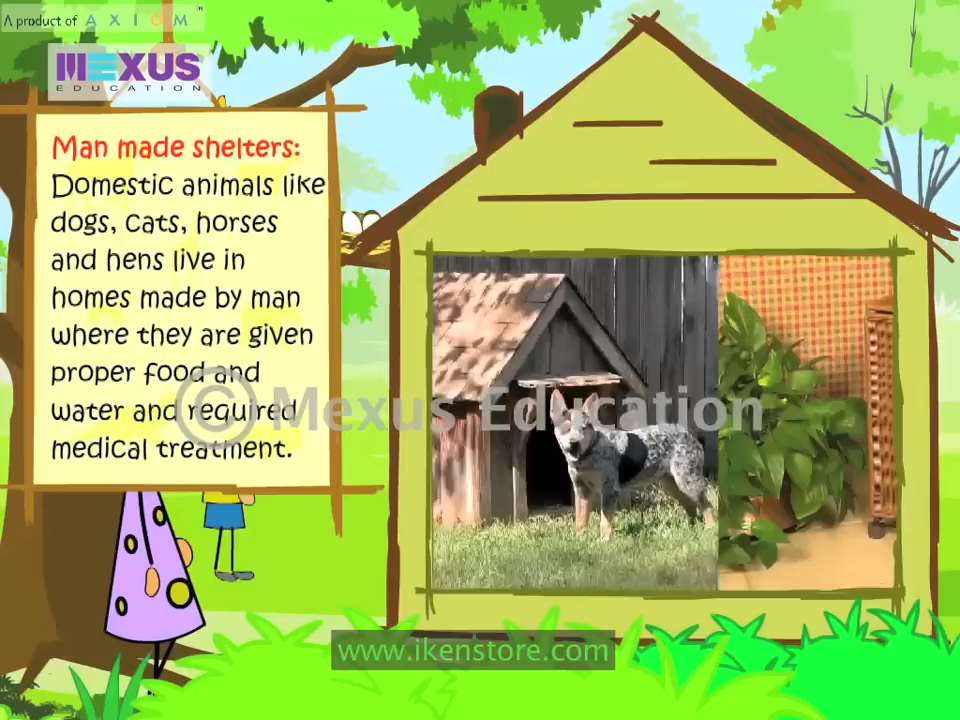 A product of AXIOM
MEXUS
EDUCATION
Man made shelters:
Domestic animals like
dogs, cats, horses
and hens live in
homes made by man
where they are given
proper food and
water and required
medical treatment.
© Mexus Education
www.ikenstore.com